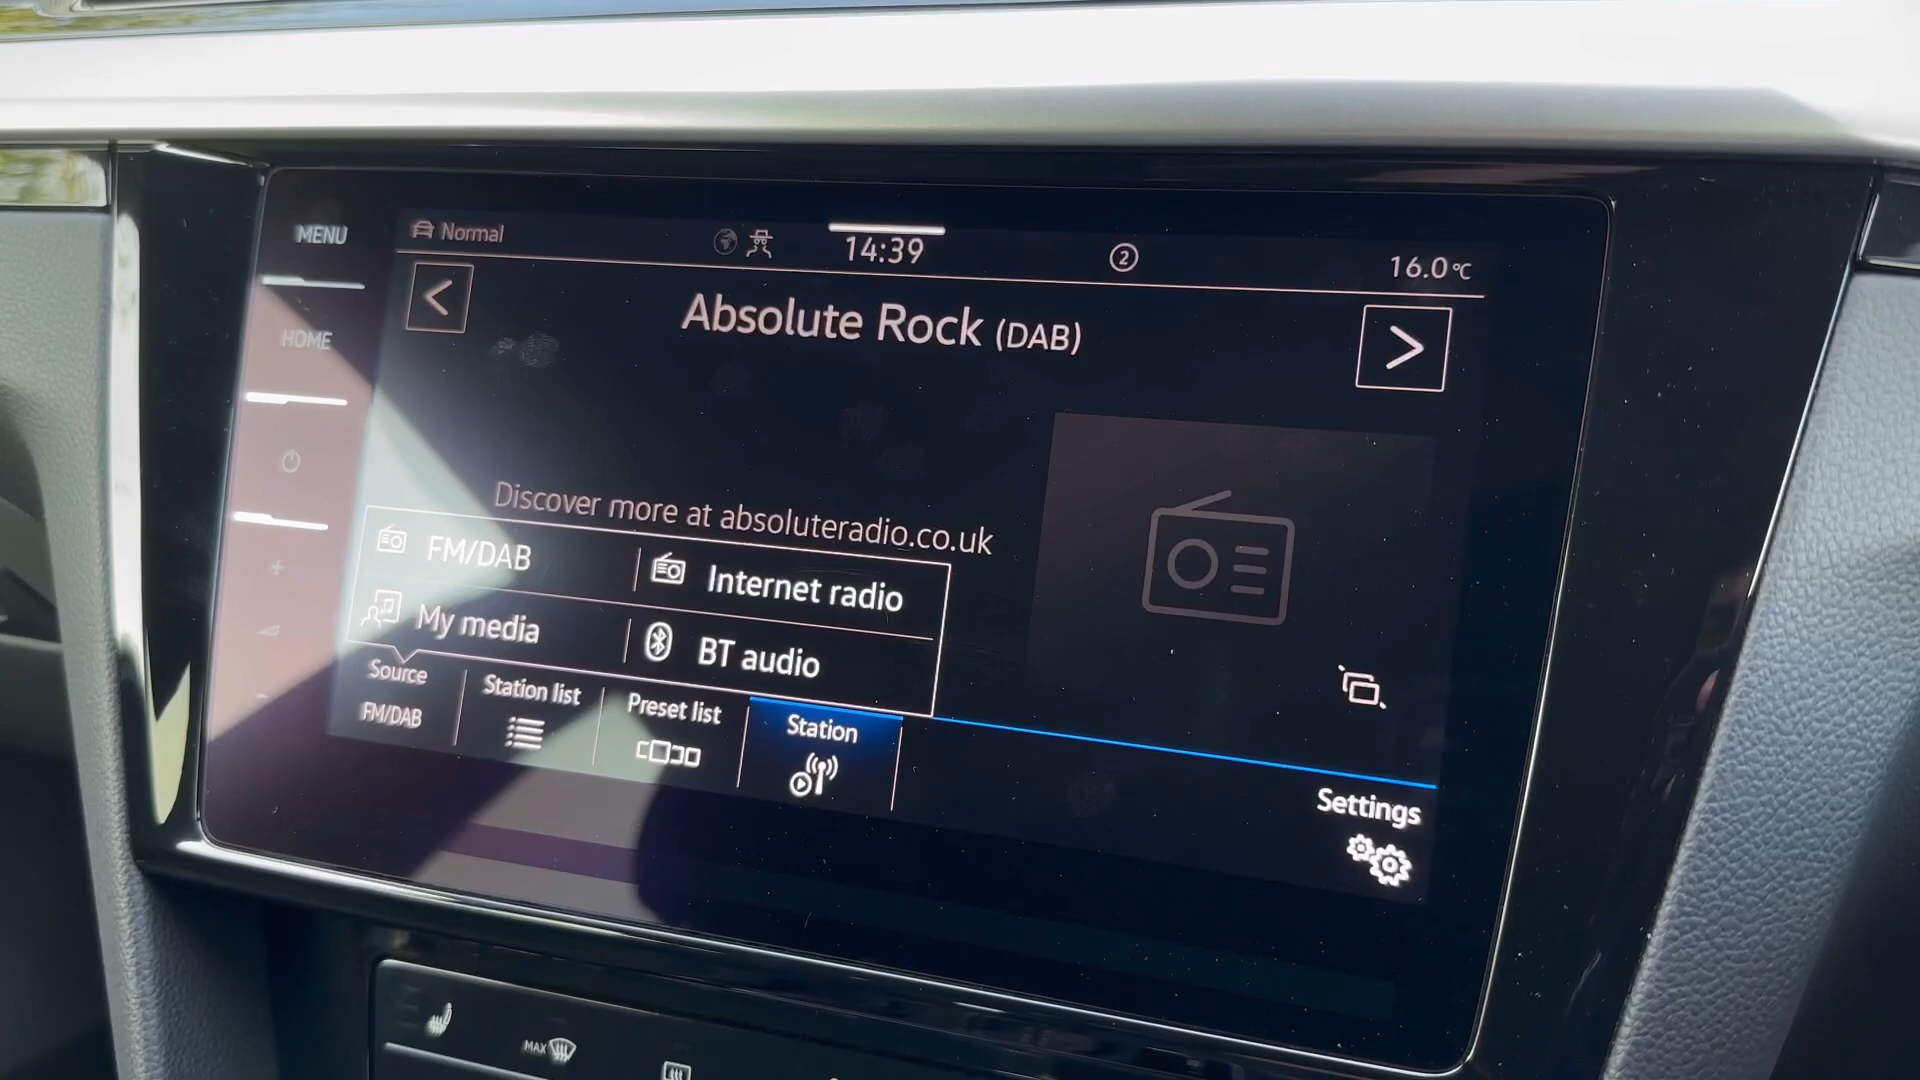 MENU
Normal
14:39
2
16.0°C
HOME
<
Absolute Rock (DAB)
>
Discover more at absoluteradio.co.uk
FM/DAB
Internet radio
My media
BT audio
Source
FM/DAB
Station list
Preset list
Station
Settings
MAX